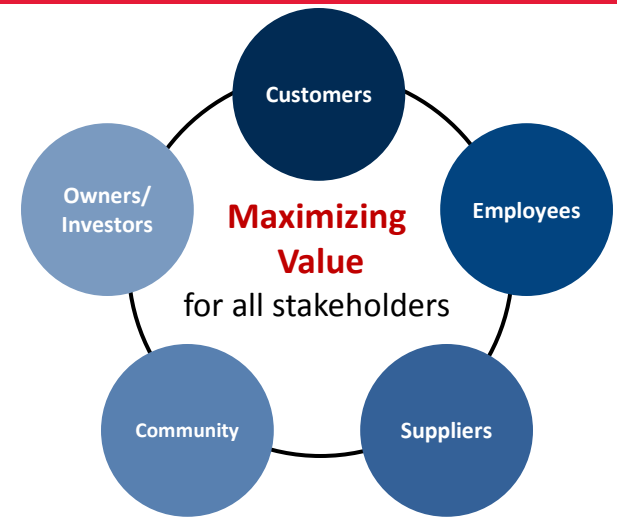 Customers
Employees
Suppliers
Community
Owners/
Investors
Maximizing
Value
for all stakeholders